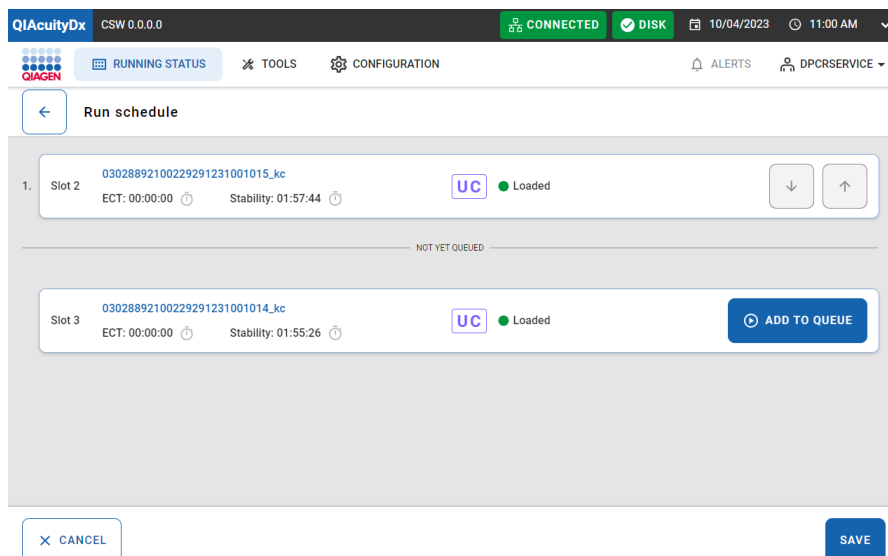 QIAcuityDx CSW 0.0.0.0 CONNECTED DISK 10/04/2023 11:00 AM
QIAGEN RUNNING STATUS TOOLS CONFIGURATION ALERTS DPCRSERVICE
Run schedule
03028892100229291231001015_kc
1. Slot 2 UC Loaded
ECT: 00:00:00 Stability: 01:57:44
NOT YET QUEUED
03028892100229291231001014_kc
Slot 3 UC Loaded ADD TO QUEUE
ECT: 00:00:00 Stability: 01:55:26
CANCEL SAVE